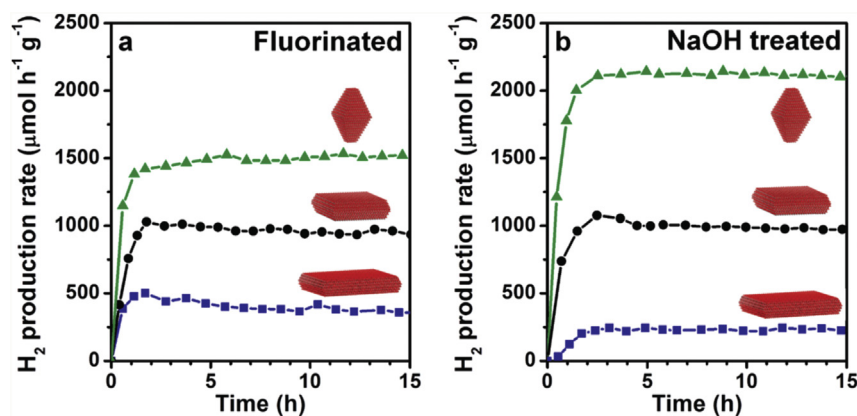 a Fluorinated
H₂ production rate (μmol h⁻¹ g⁻¹)
2500
2000
1500
1000
500
0
0 5 10 15
Time (h)
b NaOH treated
H₂ production rate (μmol h⁻¹ g⁻¹)
2500
2000
1500
1000
500
0
0 5 10 15
Time (h)